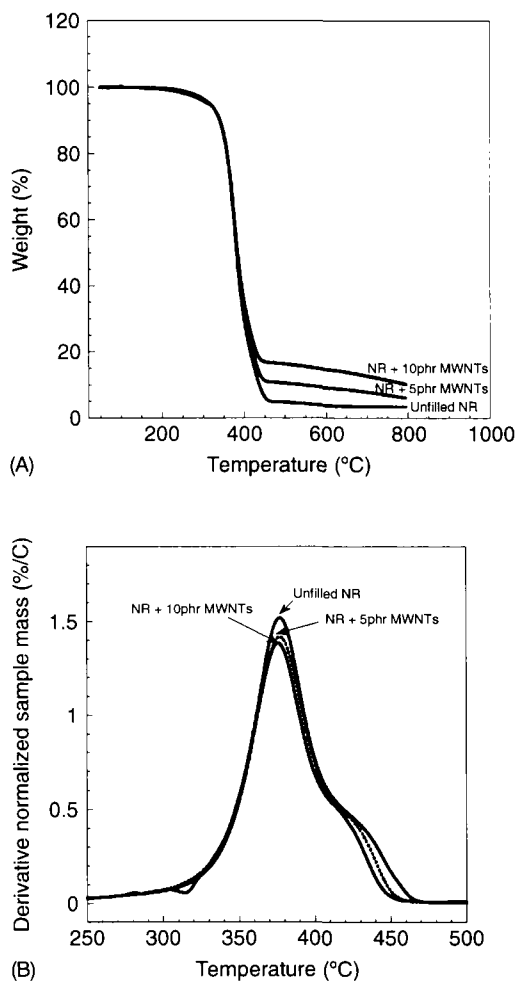 120
100
80
60
40
20
0
Weight (%)
NR + 10phr MWNTs
NR + 5phr MWNTs
Unfilled NR
200 400 600 800 1000
Temperature (ºC)
(A)
Derivative normalized sample mass (%/C)
1.5
1
0.5
0
Unfilled NR
NR + 10phr MWNTs
NR + 5phr MWNTs
250 300 350 400 450 500
Temperature (ºC)
(B)